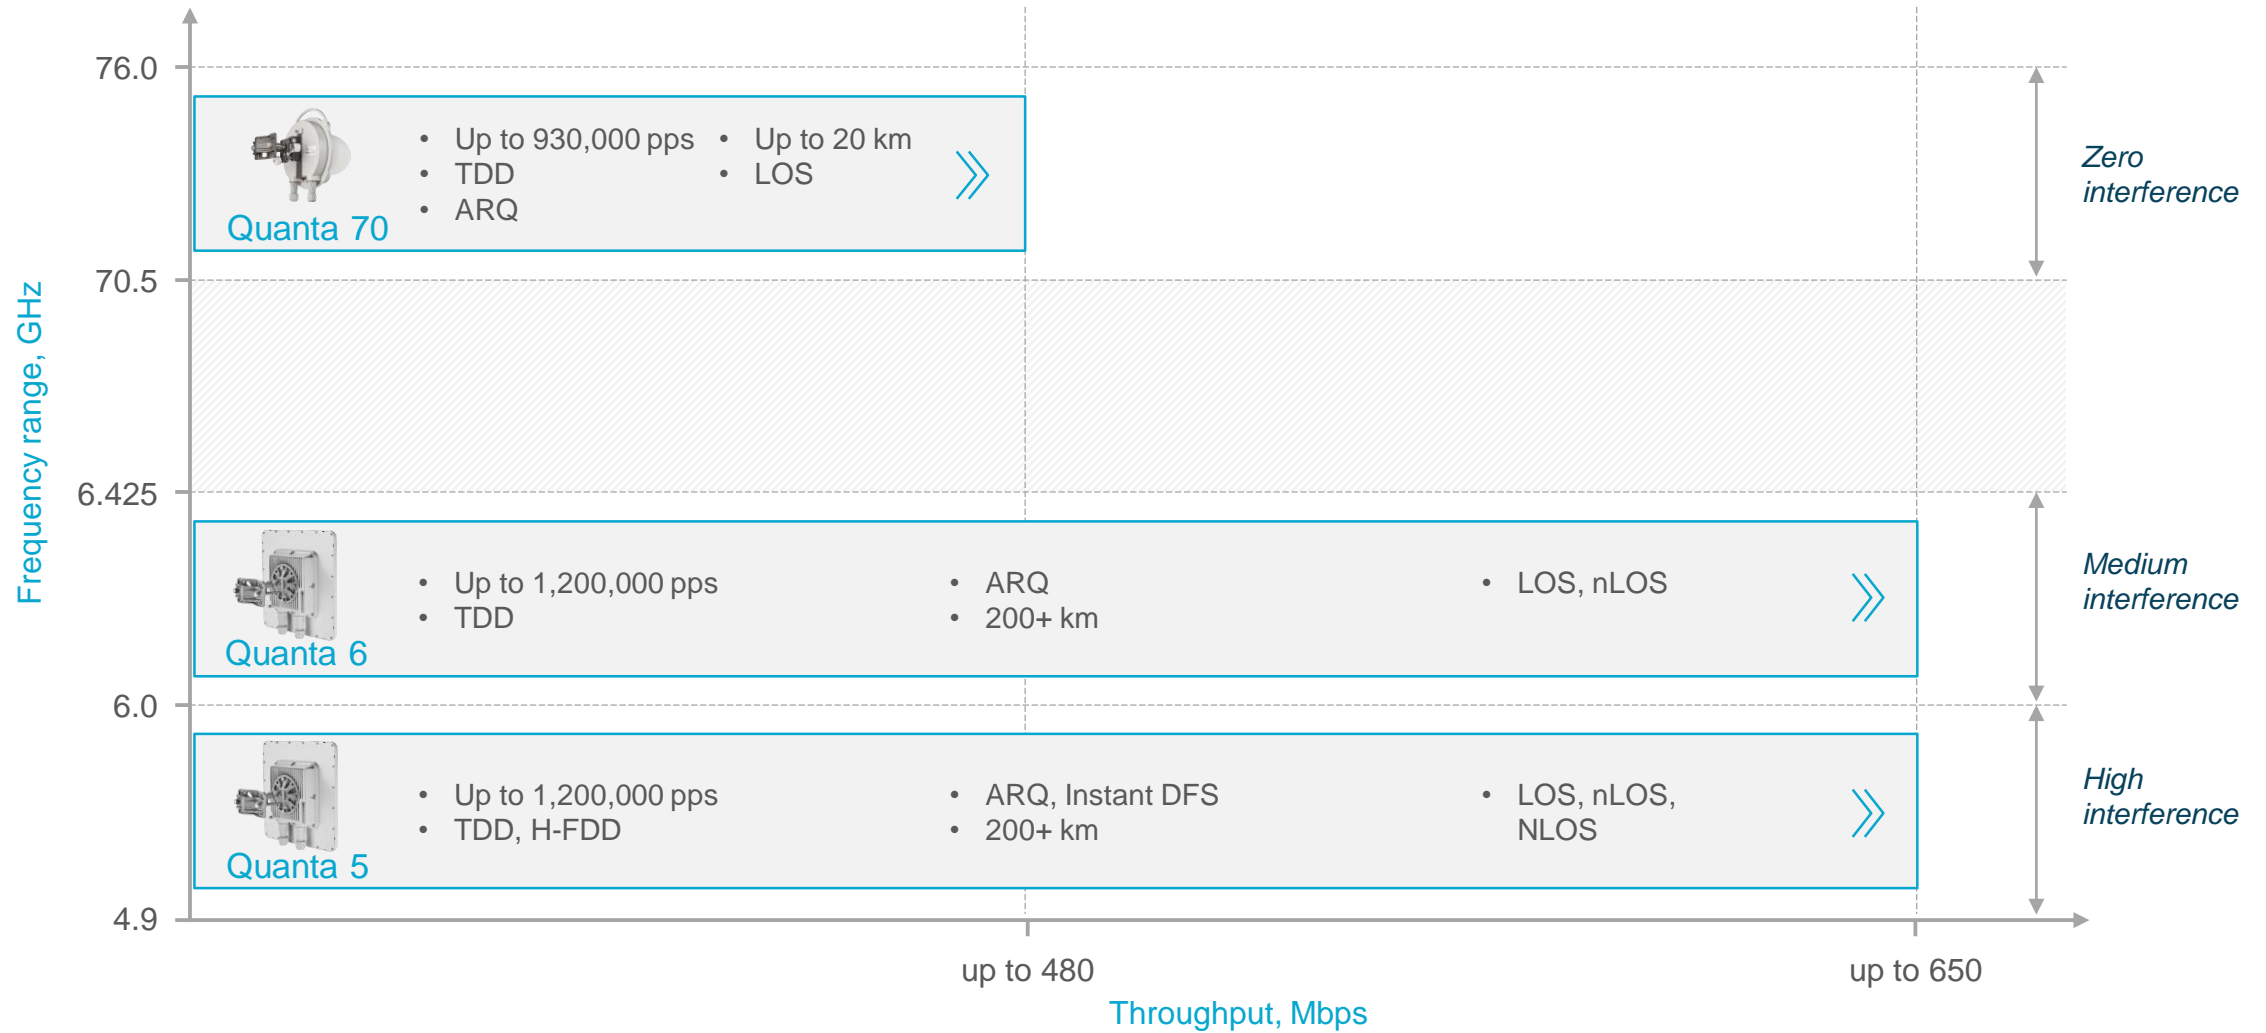 76.0
• Up to 930,000 pps
• TDD
• ARQ
• Up to 20 km
• LOS
Quanta 70
Zero
interference
70.5
Frequency range, GHz
6.425
• Up to 1,200,000 pps
• TDD
• ARQ
• 200+ km
• LOS, nLOS
Quanta 6
Medium
interference
6.0
• Up to 1,200,000 pps
• TDD, H-FDD
• ARQ, Instant DFS
• 200+ km
• LOS, nLOS,
NLOS
Quanta 5
High
interference
4.9
up to 480
up to 650
Throughput, Mbps